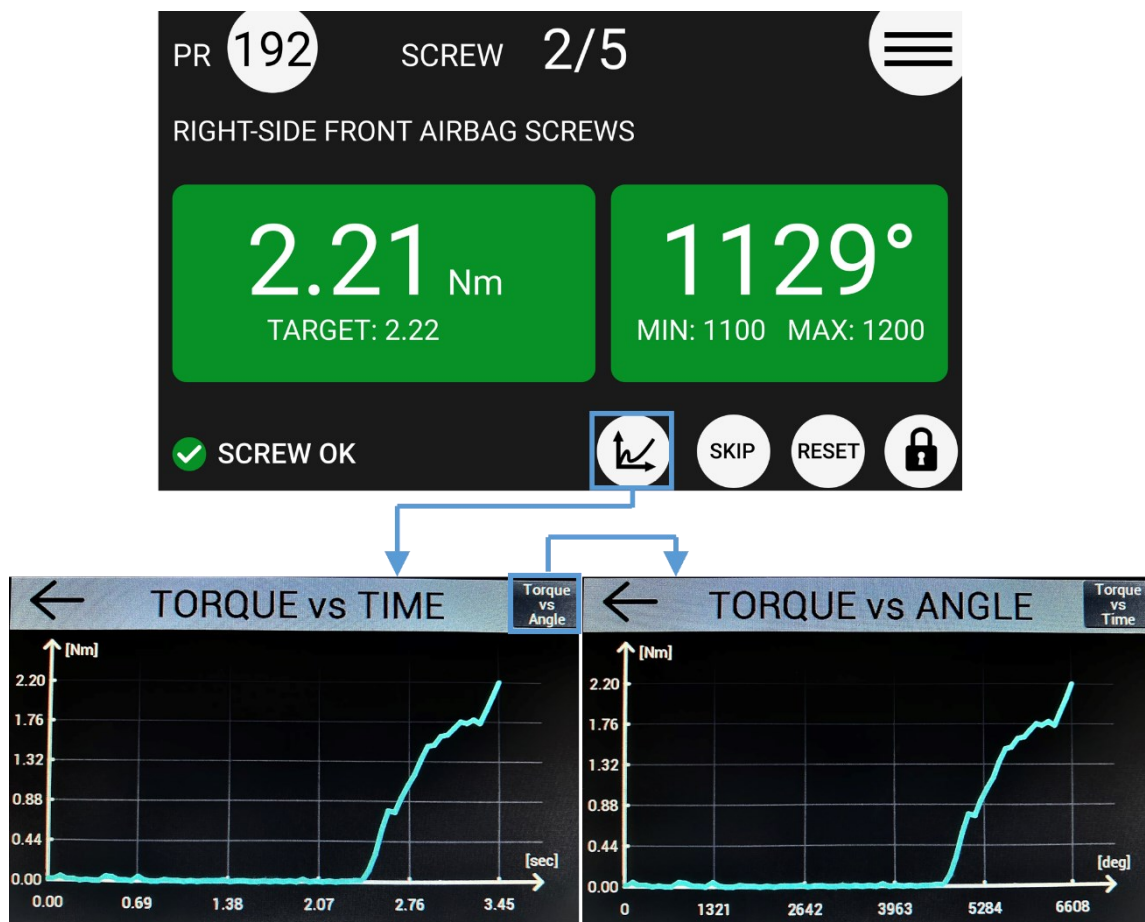 PR 192 SCREW 2/5
RIGHT-SIDE FRONT AIRBAG SCREWS
2.21 Nm
TARGET: 2.22
1129°
MIN: 1100 MAX: 1200
SCREW OK
SKIP
RESET
TORQUE vs TIME
Torque
vs
Angle
[Nm]
2.20
1.76
1.32
0.88
0.44
0.00
[sec]
0.00 0.69 1.38 2.07 2.76 3.45
TORQUE vs ANGLE
Torque
vs
Time
[Nm]
2.20
1.76
1.32
0.88
0.44
0.00
[deg]
0 1321 2642 3963 5284 6608